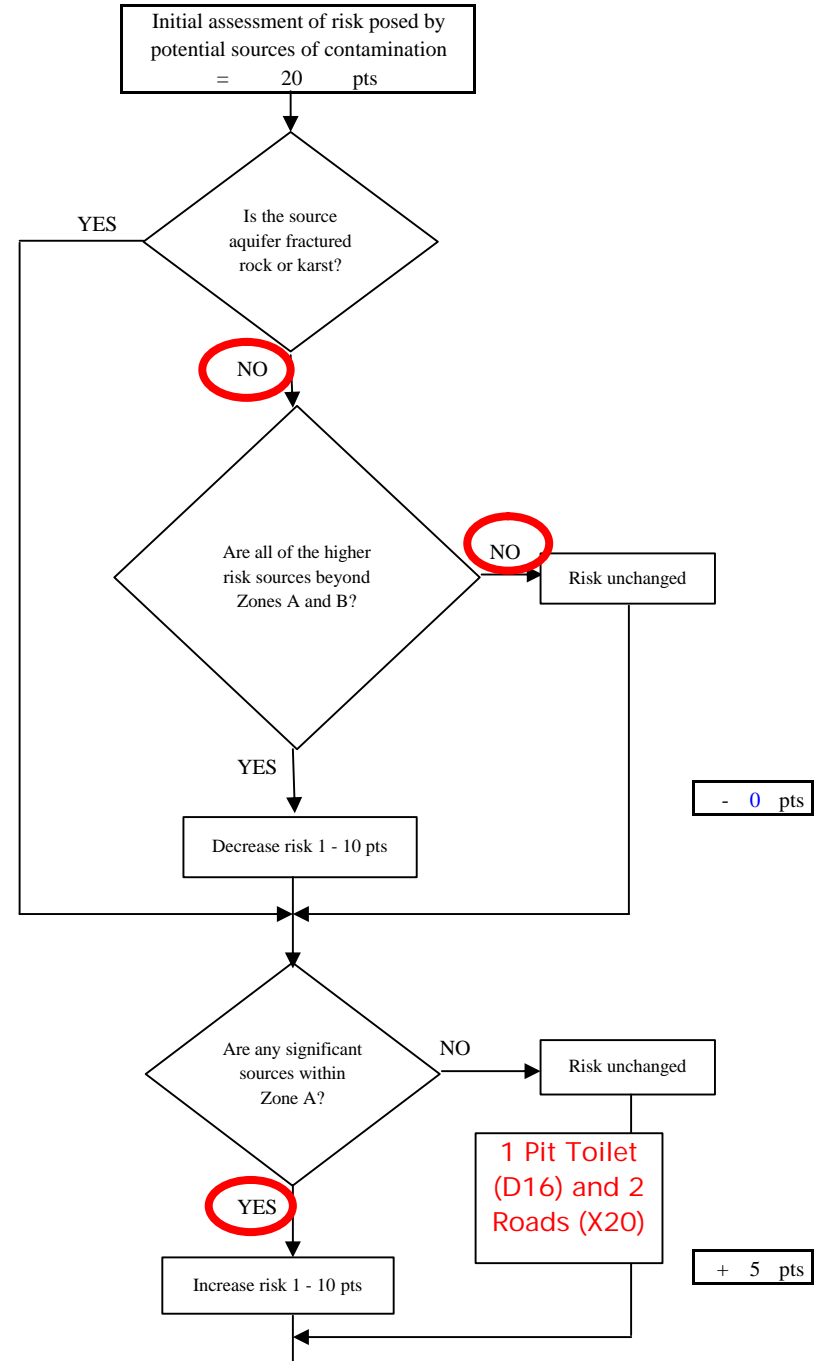 Initial assessment of risk posed by
potential sources of contamination
= 20 pts
Is the source
aquifer fractured
rock or karst?
YES
NO
Are all of the higher
risk sources beyond
Zones A and B?
NO
Risk unchanged
YES
- 0 pts
Decrease risk 1 - 10 pts
Are any significant
sources within
Zone A?
NO
Risk unchanged
1 Pit Toilet
(D16) and 2
Roads (X20)
YES
+ 5 pts
Increase risk 1 - 10 pts